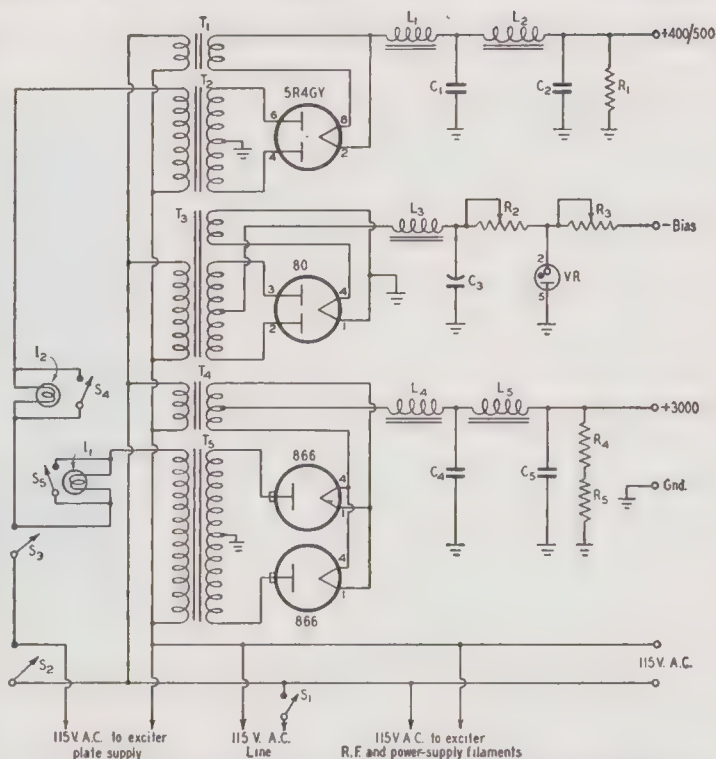 T1
L1
L2
+400/500
T2
5R4GY
6
8
4
2
C1
C2
R1
T3
L3
R2
R3
-Bias
80
3
4
2
1
C3
2
5
VR
I2
S4
T4
L4
L5
+3000
I1
S5
T5
866
4
1
C4
C5
R4
R5
Gnd.
4
1
866
S3
S2
115V. A.C.
S1
115V. A.C. to exciter
plate supply
115 V. A.C.
Line
115V A.C. to
R.F. and power-supply filaments